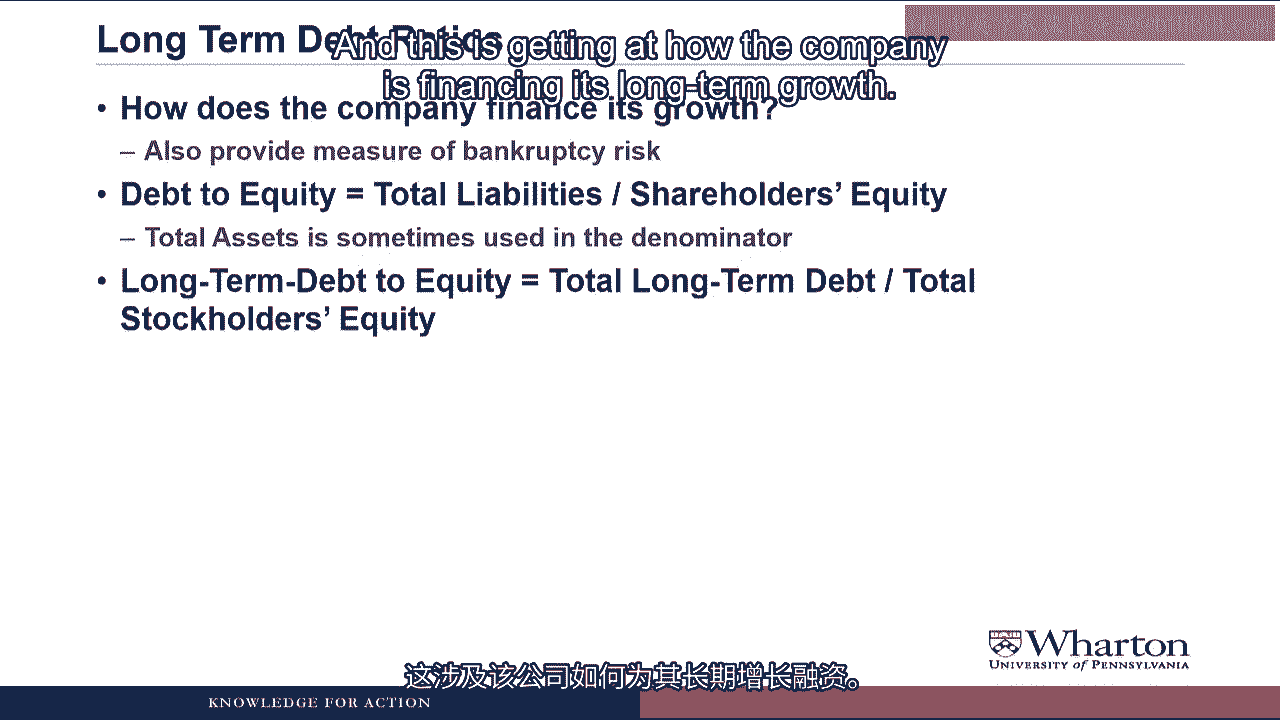 Long Term Debt Ratios
And this is getting at how the company
is financing its long-term growth.
• How does the company finance its growth?
– Also provide measure of bankruptcy risk
• Debt to Equity = Total Liabilities / Shareholders’ Equity
– Total Assets is sometimes used in the denominator
• Long-Term-Debt to Equity = Total Long-Term Debt / Total
Stockholders’ Equity
Wharton
UNIVERSITY of PENNSYLVANIA
这涉及该公司如何为其长期增长融资。
KNOWLEDGE FOR ACTION